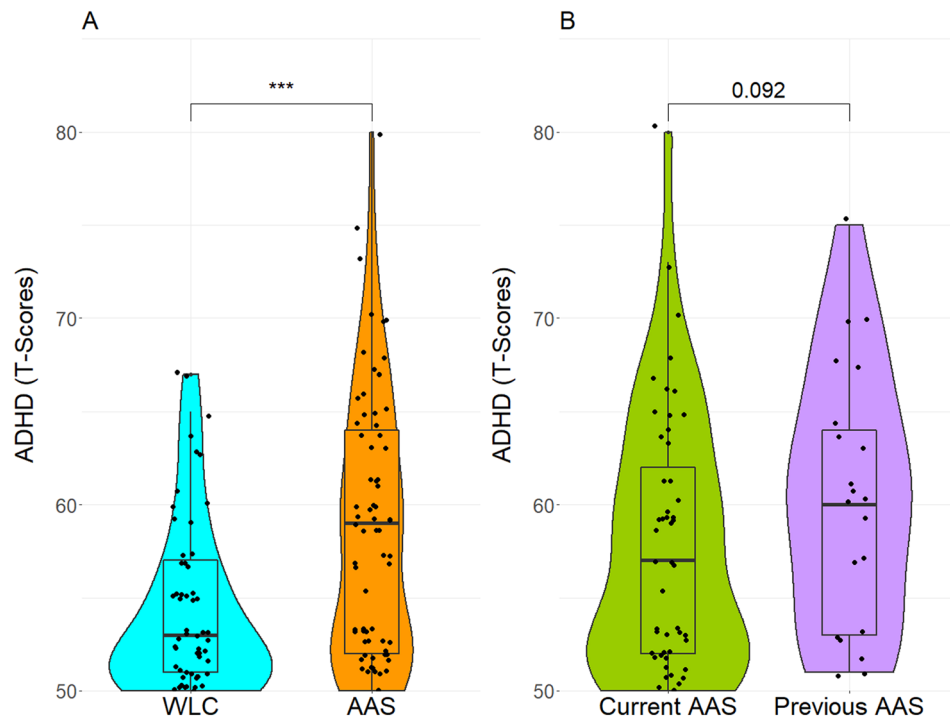 A
ADHD (T-Scores)
80
70
60
50
***
WLC
AAS
B
ADHD (T-Scores)
80
70
60
50
0.092
Current AAS
Previous AAS